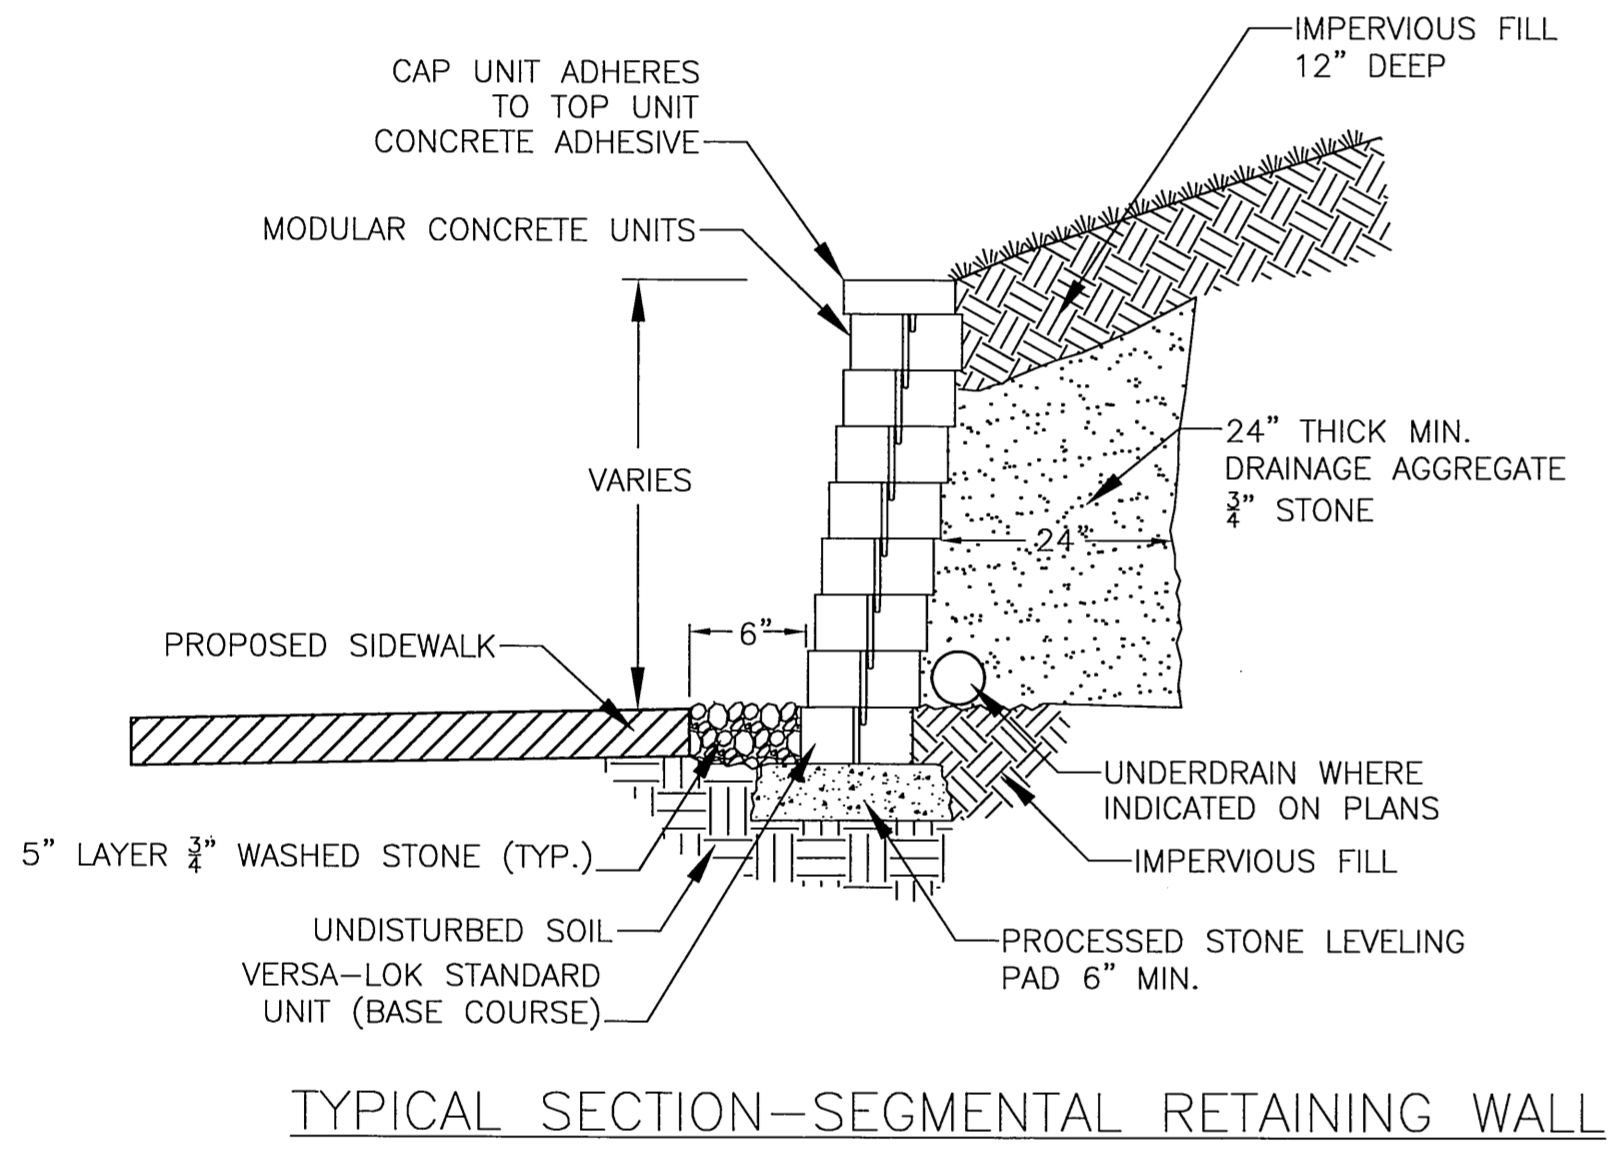 IMPERVIOUS FILL
12” DEEP
CAP UNIT ADHERES
TO TOP UNIT
CONCRETE ADHESIVE
MODULAR CONCRETE UNITS
VARIES
24” THICK MIN.
DRAINAGE AGGREGATE
3/4” STONE
24”
6”
PROPOSED SIDEWALK
UNDERDRAIN WHERE
INDICATED ON PLANS
5” LAYER 3/4” WASHED STONE (TYP.)
IMPERVIOUS FILL
UNDISTURBED SOIL
VERSA-LOK STANDARD
UNIT (BASE COURSE)
PROCESSED STONE LEVELING
PAD 6” MIN.
TYPICAL SECTION-SEGMENTAL RETAINING WALL